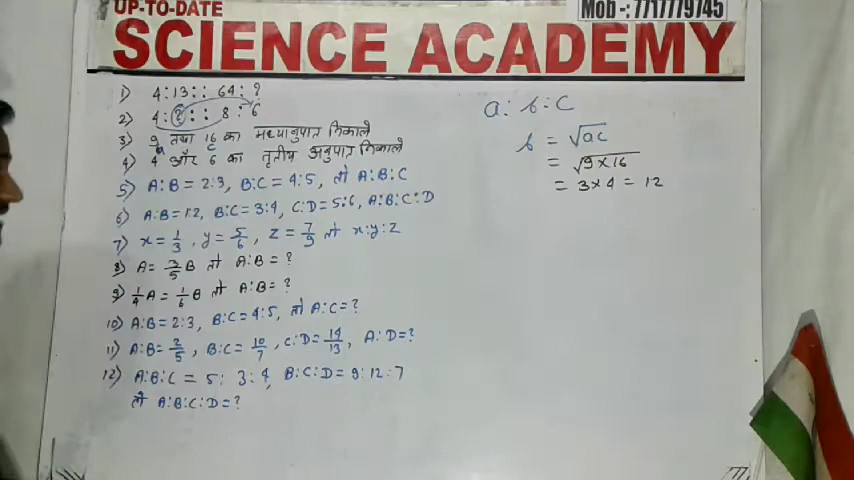 UP-TO-DATE
Mob-: 7717779745
SCIENCE ACADEMY
1) 4:13:: 64: ?
2) 4: ? : : 8 : 6
3) 9 तथा 16 का मध्यानुपात निकाले
a c
4) 4 और 6 का तृतीय अनुपात निकाले
5) A:B = 2:3, B:C = 4:5, तो A:B:C
6) A:B = 1:2, B:C = 3:4, C:D = 5:6, A:B:C:D
7) x = 1/3, y = 5/6, z = 7/9 तो x:y:z
8) A = 3/5 B तो A:B = ?
9) 1/4 A = 1/6 B तो A:B = ?
10) A:B = 2:3, B:C = 4:5, तो A:C = ?
11) A:B = 2/5, B:C = 10/7, C:D = 14/13, A:D = ?
12) A:B:C = 5: 3:4, B:C:D = 9:12:7
तो A:B:C:D = ?
a: b: c
b = √ac
= √9×16
= 3×4 = 12